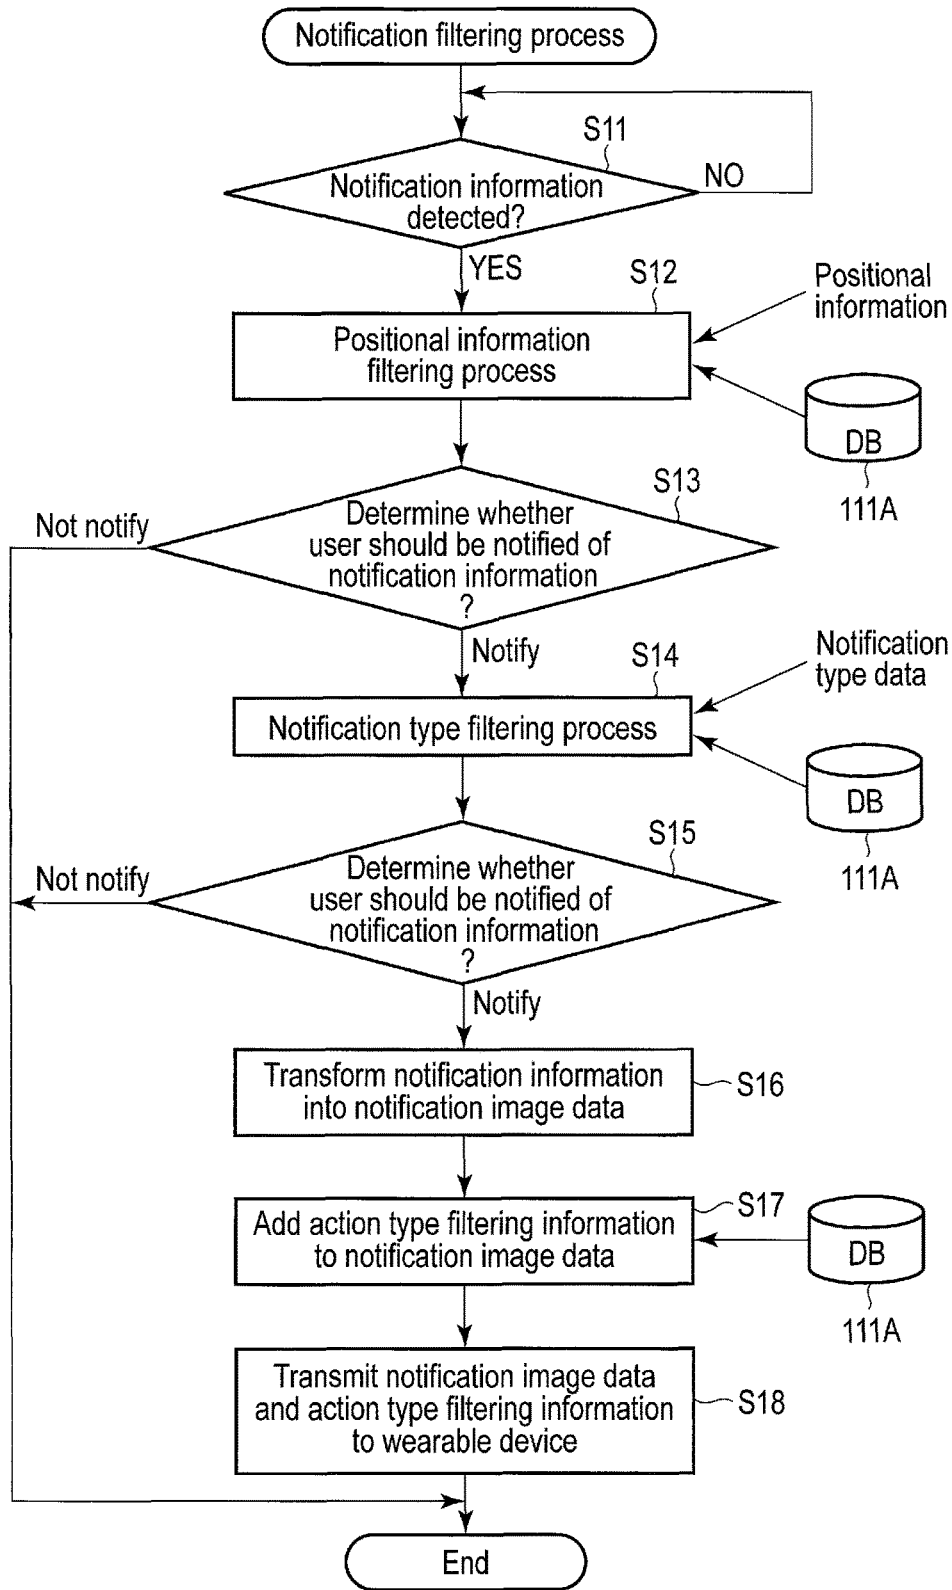 Notification filtering process
S11
Notification information
detected?
NO
YES
S12
Positional information
filtering process
Positional
information
DB
111A
S13
Determine whether
user should be notified of
notification information
?
Not notify
Notify
S14
Notification type filtering process
Notification
type data
DB
111A
S15
Determine whether
user should be notified of
notification information
?
Not notify
Notify
Transform notification information
into notification image data
S16
S17
Add action type filtering information
to notification image data
DB
111A
Transmit notification image data
and action type filtering information
to wearable device
S18
End